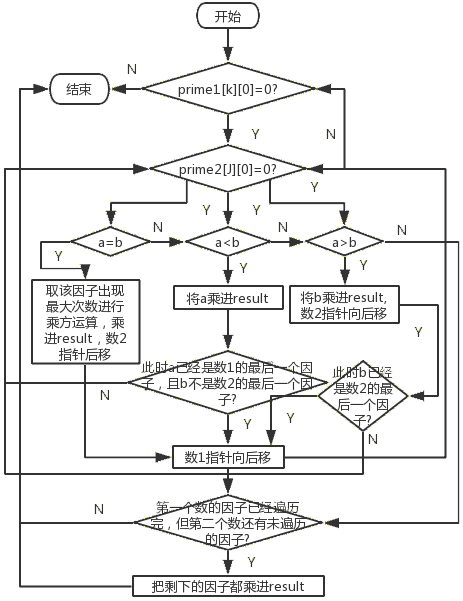 开始
N
结束
prime1[k][0]=0?
Y
N
prime2[J][0]=0?
Y
Y
Y
a=b
N
a<b
N
a>b
N
Y
Y
Y
取该因子出现
最大次数进行
乘方运算，乘
进result，数2
指针后移
将a乘进result
将b乘进result,
数2指针向后移
Y
此时a已经是数1的最后一个因
子，且b不是数2的最后一个因
子?
此时b已经
是数2的最
后一个因
子?
N
Y
Y
N
数1指针向后移
N
第一个数的因子已经遍历
完，但第二个数还有未遍历
的因子?
Y
把剩下的因子都乘进result